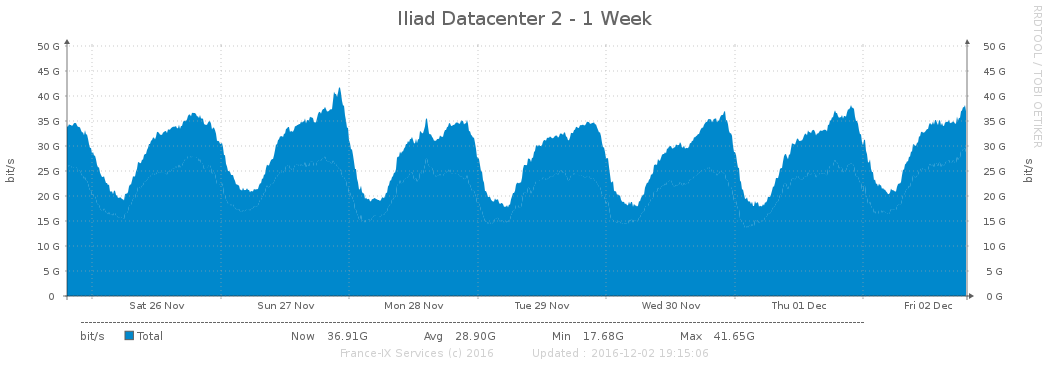 Iliad Datacenter 2 - 1 Week
RRDTOOL / TOBI OETIKER
bit/s
50 G 50 G
45 G 45 G
40 G 40 G
35 G 35 G
30 G 30 G
25 G 25 G
20 G 20 G
15 G 15 G
10 G 10 G
5 G 5 G
0 0 G
bit/s
Sat 26 Nov Sun 27 Nov Mon 28 Nov Tue 29 Nov Wed 30 Nov Thu 01 Dec Fri 02 Dec
bit/s Total Now 36.91G Avg 28.90G Min 17.68G Max 41.65G
France-IX Services (c) 2016 Updated : 2016-12-02 19:15:06